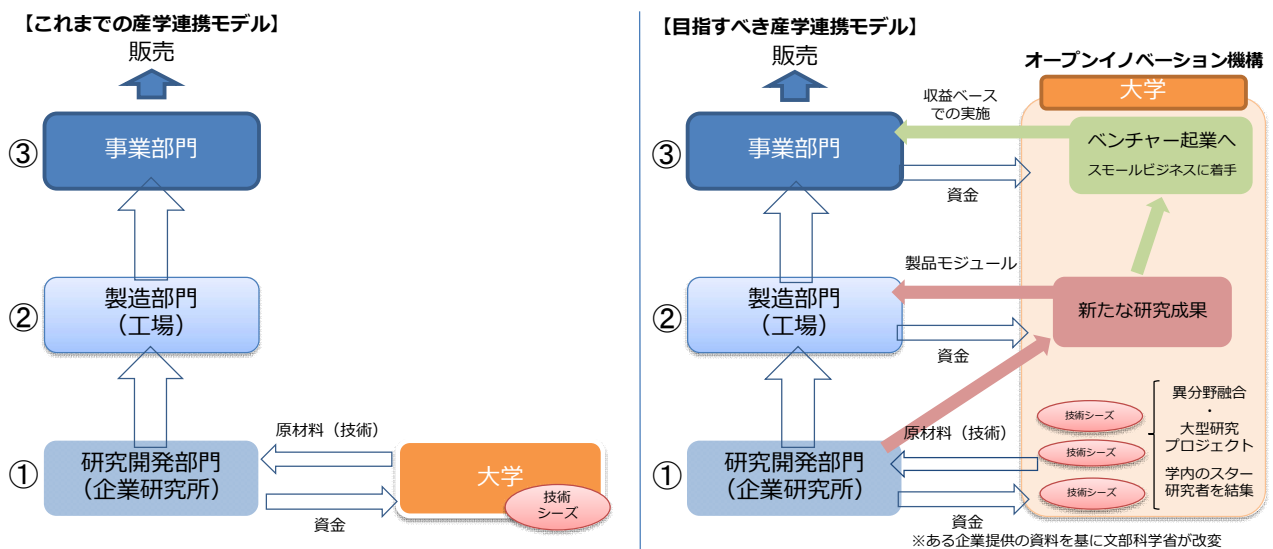 【これまでの産学連携モデル】
販売
③
事業部門
②
製造部門
（工場）
原材料（技術）
①
研究開発部門
（企業研究所）
大学
技術
シーズ
資金
【目指すべき産学連携モデル】
販売
オープンイノベーション機構
大学
収益ベース
での実施
③
事業部門
ベンチャー起業へ
スモールビジネスに着手
資金
製品モジュール
②
製造部門
（工場）
新たな研究成果
資金
原材料（技術）
①
研究開発部門
（企業研究所）
技術シーズ
技術シーズ
技術シーズ
異分野融合
・
大型研究
プロジェクト
学内のスター
研究者を結集
資金
※ある企業提供の資料を基に文部科学省が改変